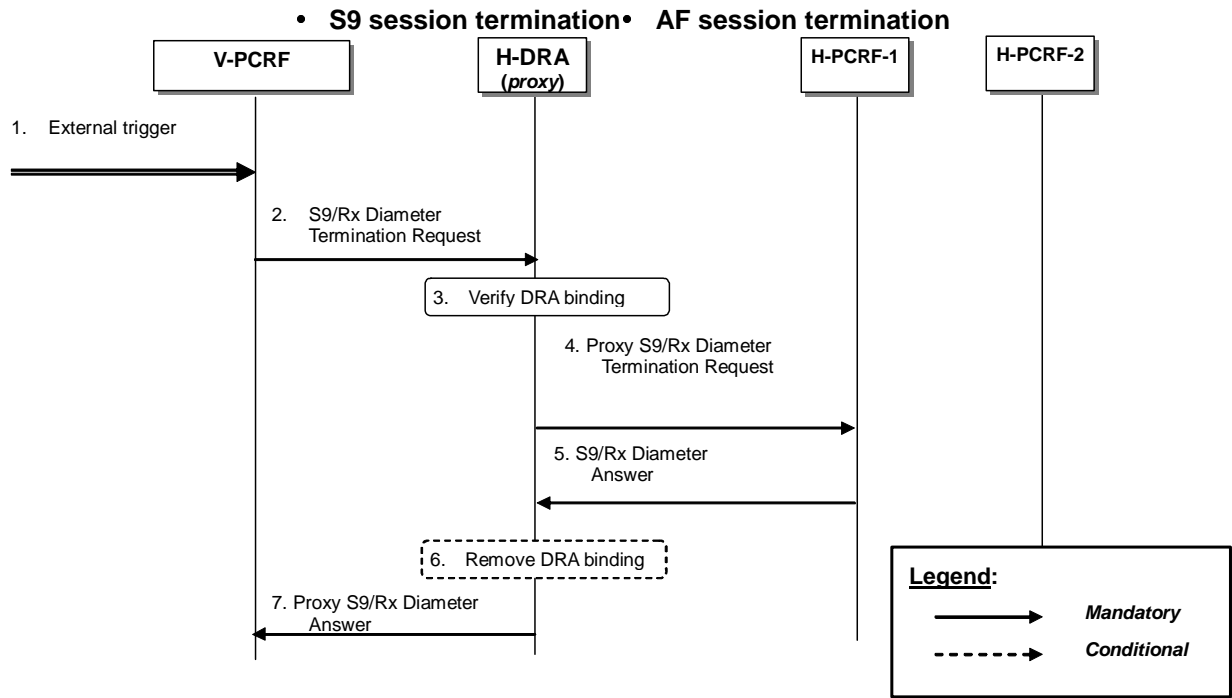 • S9 session termination • AF session termination
V-PCRF
H-DRA
(proxy)
H-PCRF-1
H-PCRF-2
1. External trigger
2. S9/Rx Diameter
Termination Request
3. Verify DRA binding
4. Proxy S9/Rx Diameter
Termination Request
5. S9/Rx Diameter
Answer
6. Remove DRA binding
7. Proxy S9/Rx Diameter
Answer
Legend:
Mandatory
Conditional